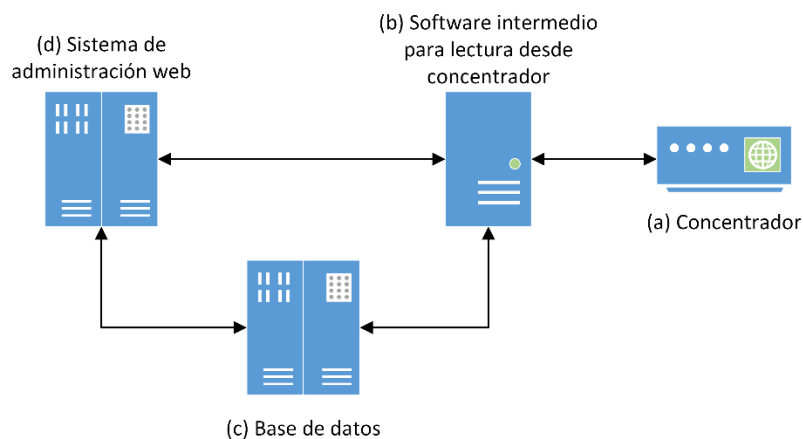 (d) Sistema de
administración web
(b) Software intermedio
para lectura desde
concentrador
(a) Concentrador
(c) Base de datos